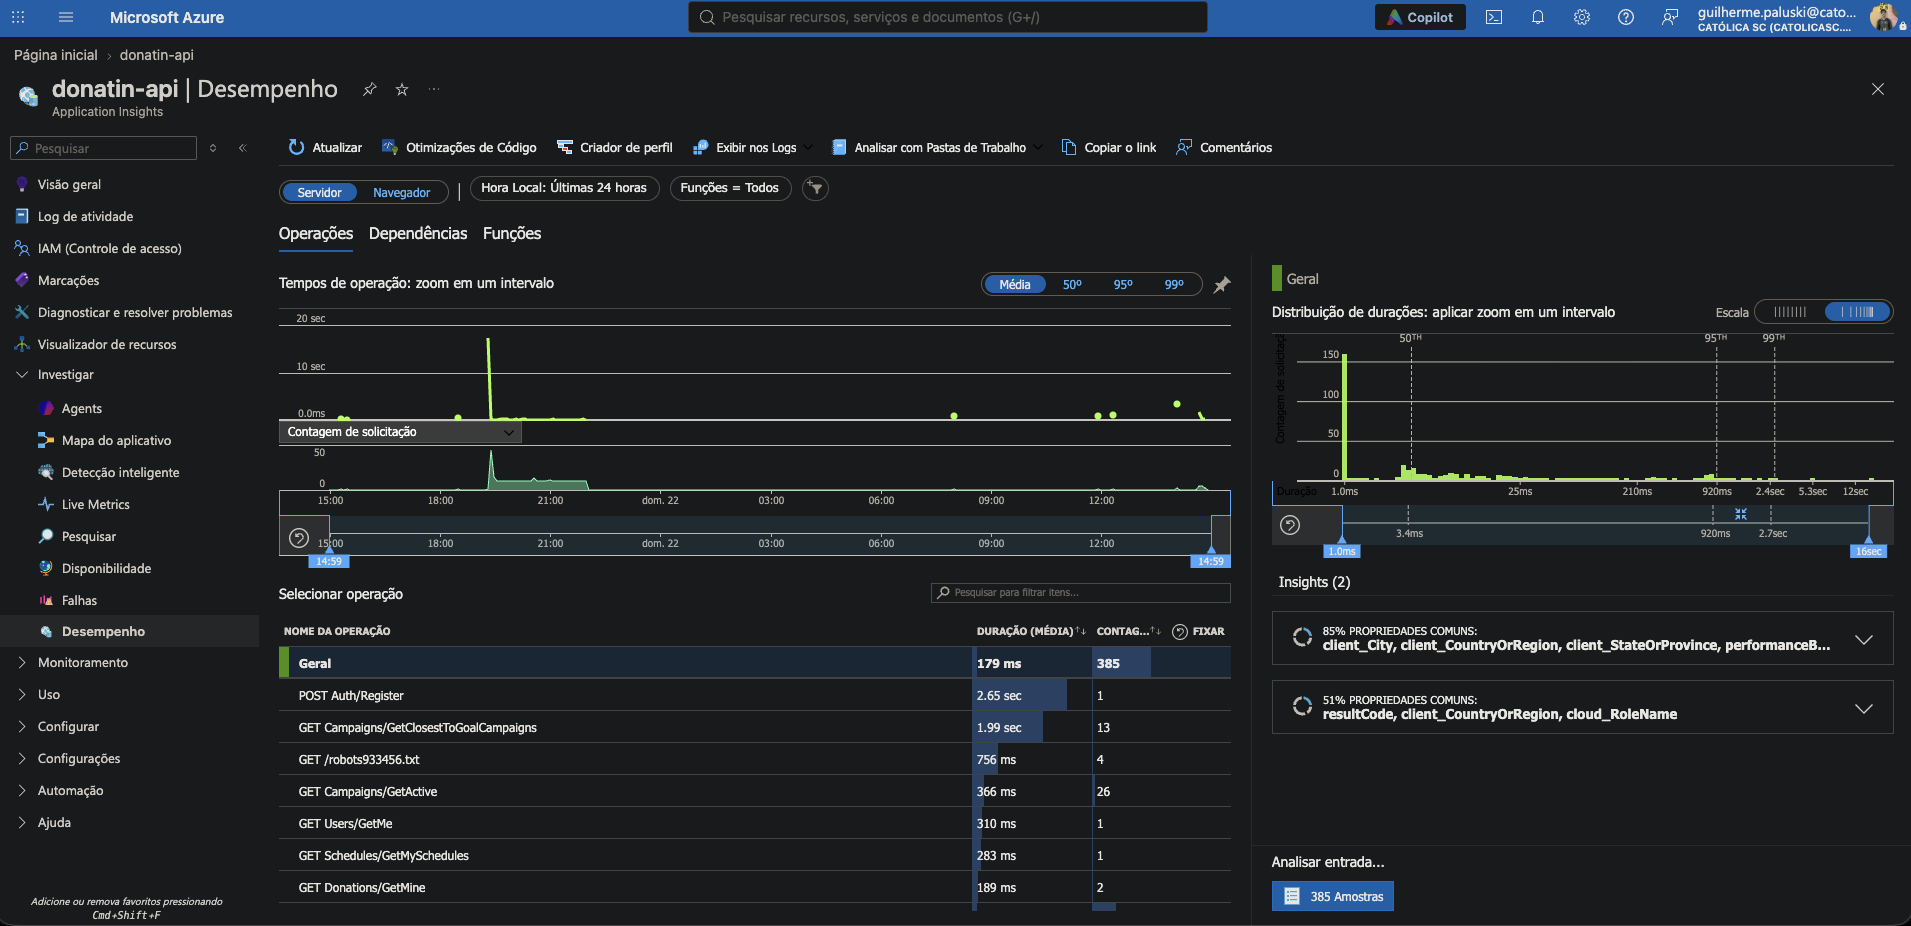 Microsoft Azure
Pesquisar recursos, serviços e documentos (G+/)
Copilot
guilherme.paluski@cato...
CATÓLICA SC (CATOLICASC....
Página inicial
donatin-api
donatin-api | Desempenho
Application Insights
Pesquisar
Visão geral
Log de atividade
IAM (Controle de acesso)
Marcações
Diagnosticar e resolver problemas
Visualizador de recursos
Investigar
Agents
Mapa do aplicativo
Detecção inteligente
Live Metrics
Pesquisar
Disponibilidade
Falhas
Desempenho
Monitoramento
Uso
Configurar
Configurações
Automação
Ajuda
Adicione ou remova favoritos pressionando
Cmd+Shift+F
Atualizar
Otimizações de Código
Criador de perfil
Exibir nos Logs
Analisar com Pastas de Trabalho
Copiar o link
Comentários
Servidor
Navegador
Hora Local: Últimas 24 horas
Funções = Todos
Operações
Dependências
Funções
Tempos de operação: zoom em um intervalo
Média
50º
95º
99º
20 sec
10 sec
0.0ms
Contagem de solicitação
50
0
15:00 18:00 21:00 dom. 22 03:00 06:00 09:00 12:00
15:00 18:00 21:00 dom. 22 03:00 06:00 09:00 12:00
14:59
14:59
Selecionar operação
Pesquisar para filtrar itens...
NOME DA OPERAÇÃO DURAÇÃO (MÉDIA) CONTAG... FIXAR
Geral 179 ms 385
POST Auth/Register 2.65 sec 1
GET Campaigns/GetClosestToGoalCampaigns 1.99 sec 13
GET /robots933456.txt 756 ms 4
GET Campaigns/GetActive 366 ms 26
GET Users/GetMe 310 ms 1
GET Schedules/GetMySchedules 283 ms 1
GET Donations/GetMine 189 ms 2
Geral
Distribuição de durações: aplicar zoom em um intervalo
Escala
Contagem de solicitaç
50TH 95TH 99TH
150
100
50
0
Duração
1.0ms 25ms 210ms 920ms 2.4sec 5.3sec 12sec
3.4ms 920ms 2.7sec
1.0ms
16sec
Insights (2)
85% PROPRIEDADES COMUNS:
client_City, client_CountryOrRegion, client_StateOrProvince, performanceB...
51% PROPRIEDADES COMUNS:
resultCode, client_CountryOrRegion, cloud_RoleName
Analisar entrada...
385 Amostras